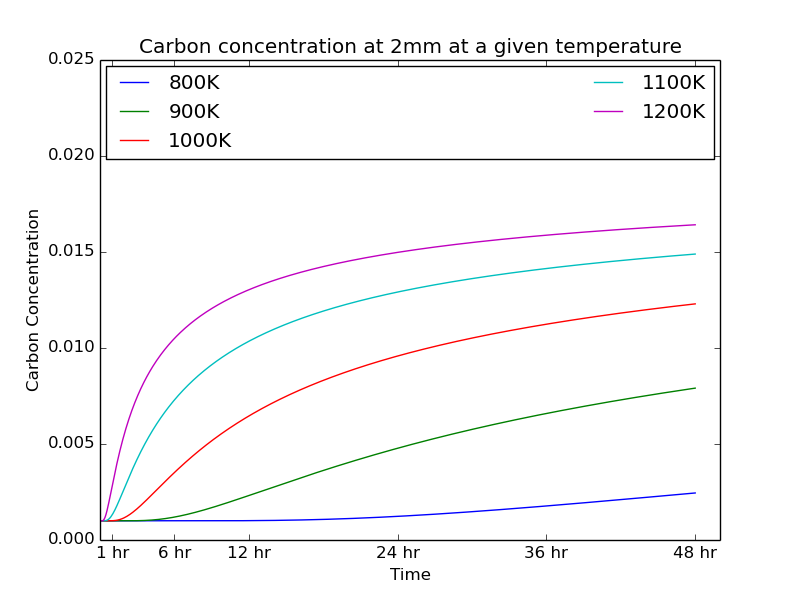 Carbon concentration at 2mm at a given temperature
0.025
0.020
0.015
0.010
0.005
0.000
Carbon Concentration
800K
900K
1000K
1100K
1200K
1 hr
6 hr
12 hr
24 hr
36 hr
48 hr
Time